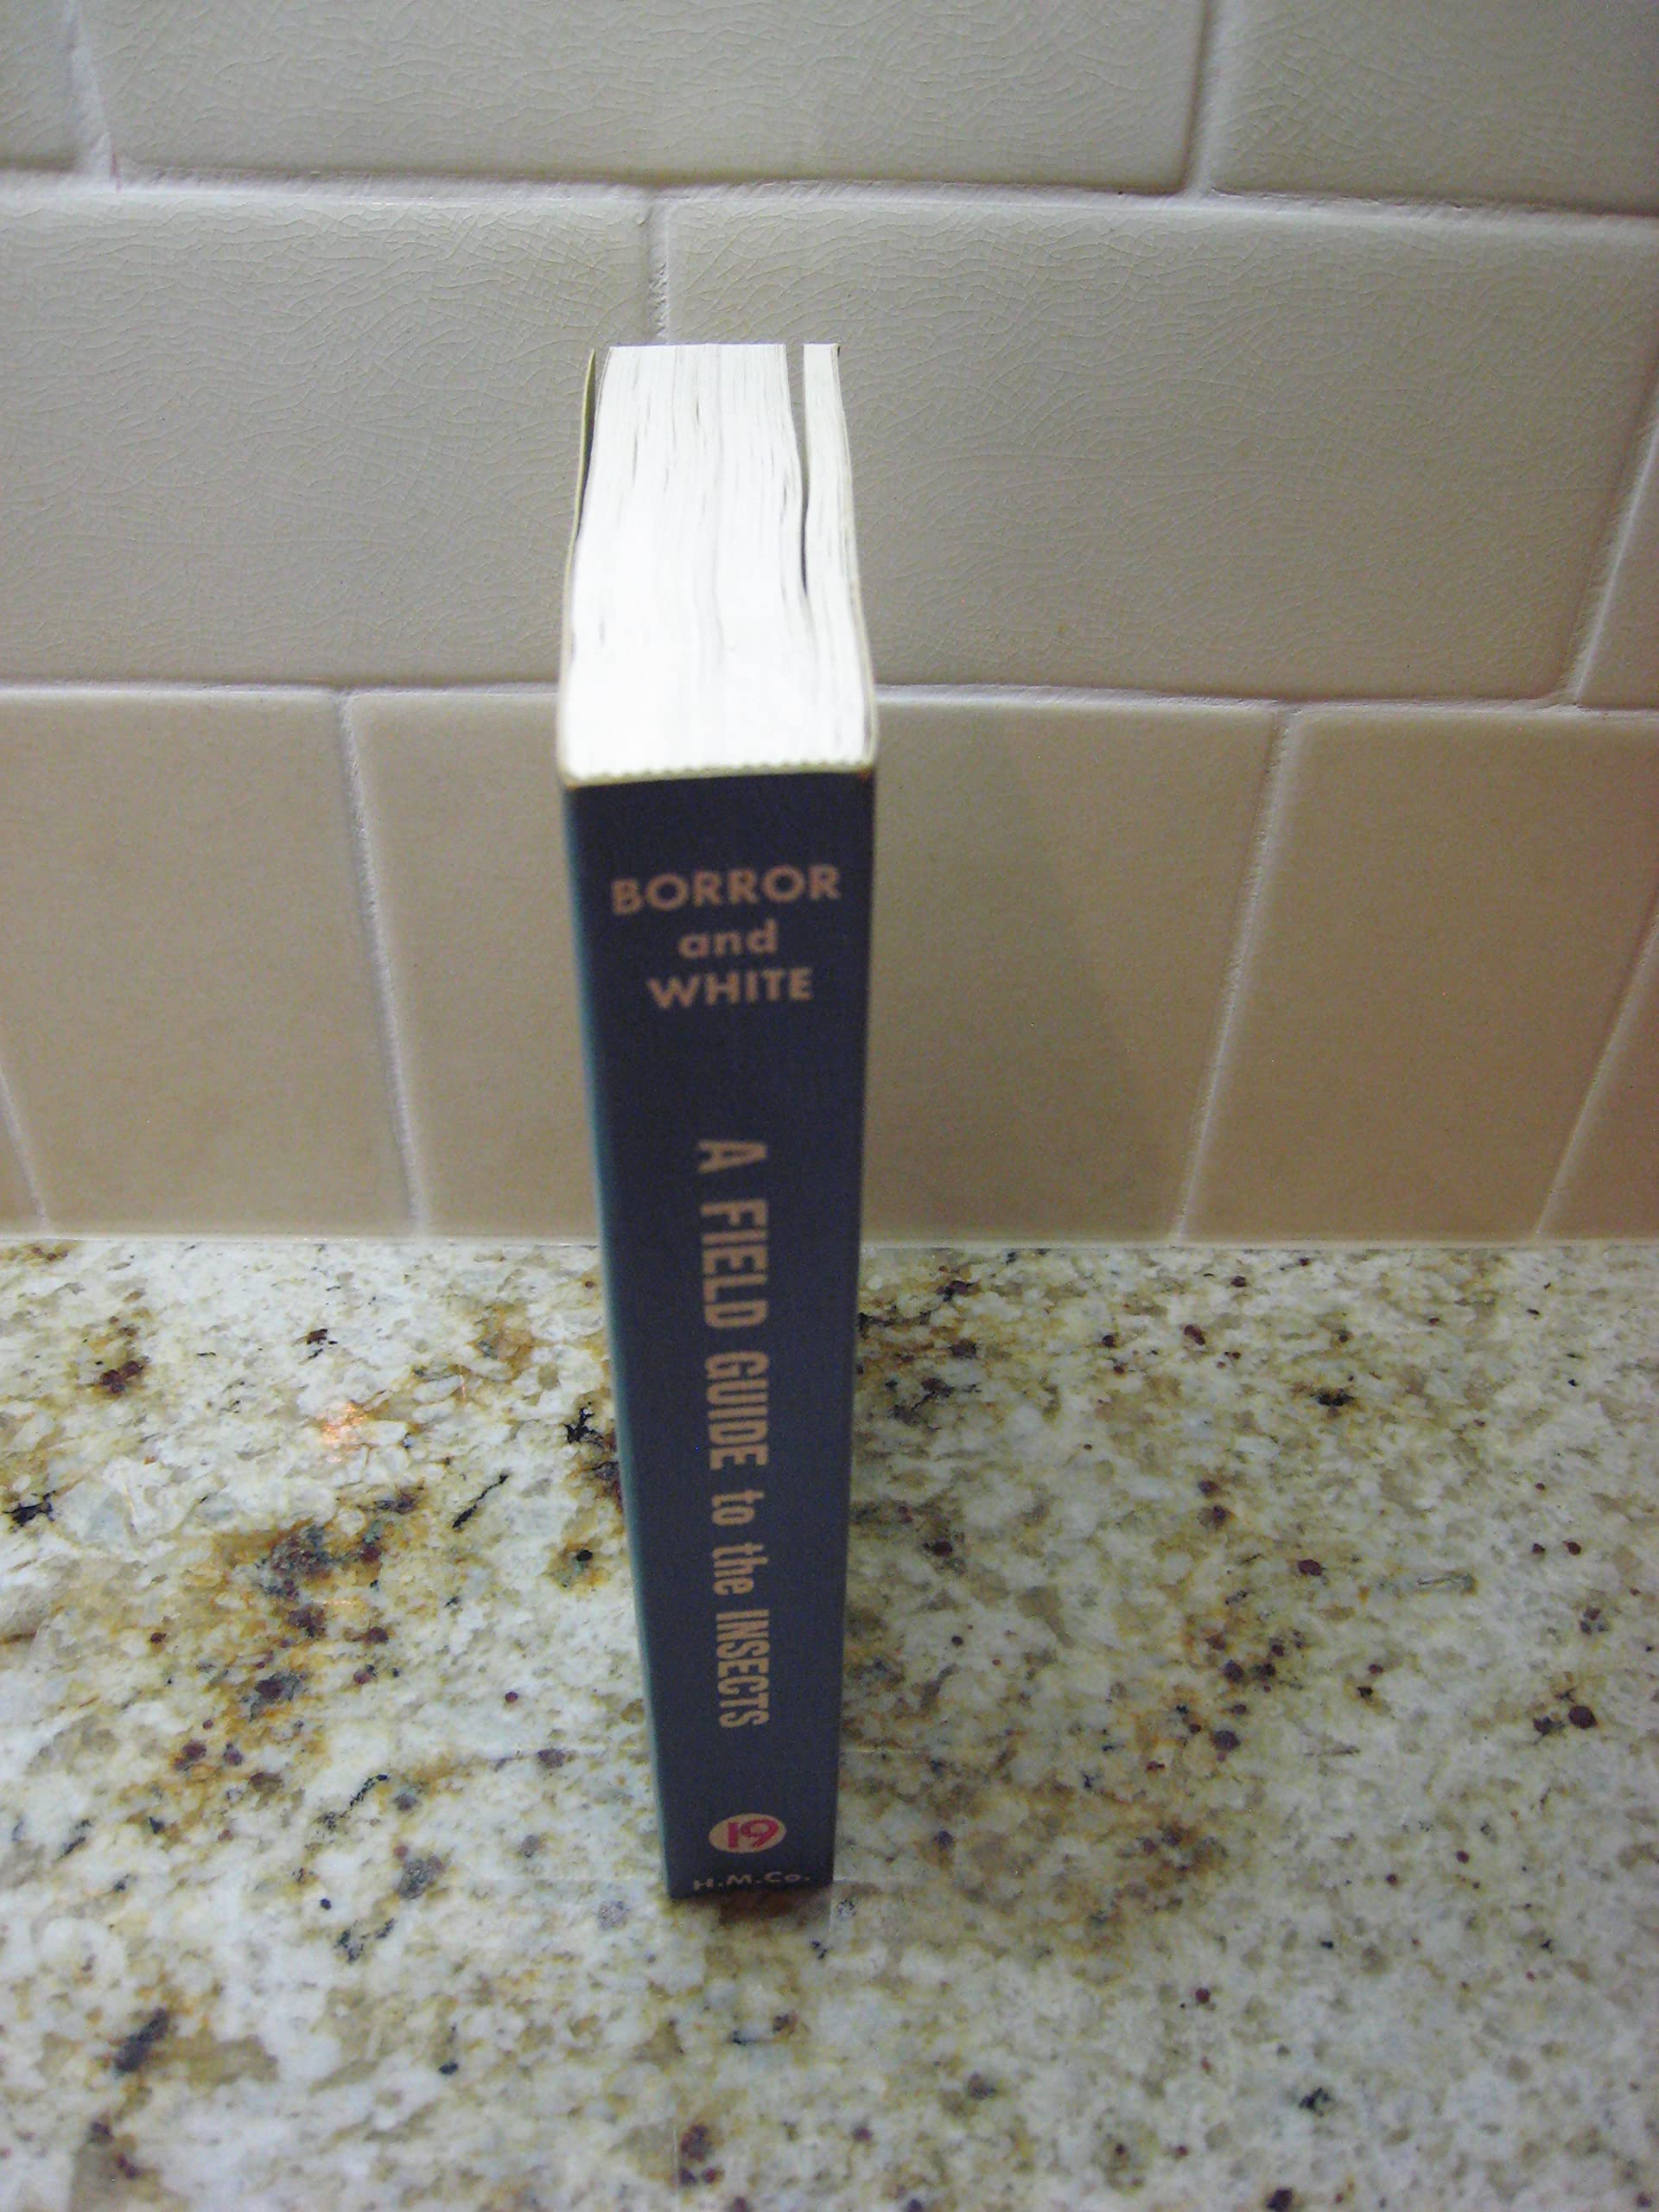 BORROR
and
WHITE
A FIELD GUIDE to the INSECTS
19
H.M.Co.